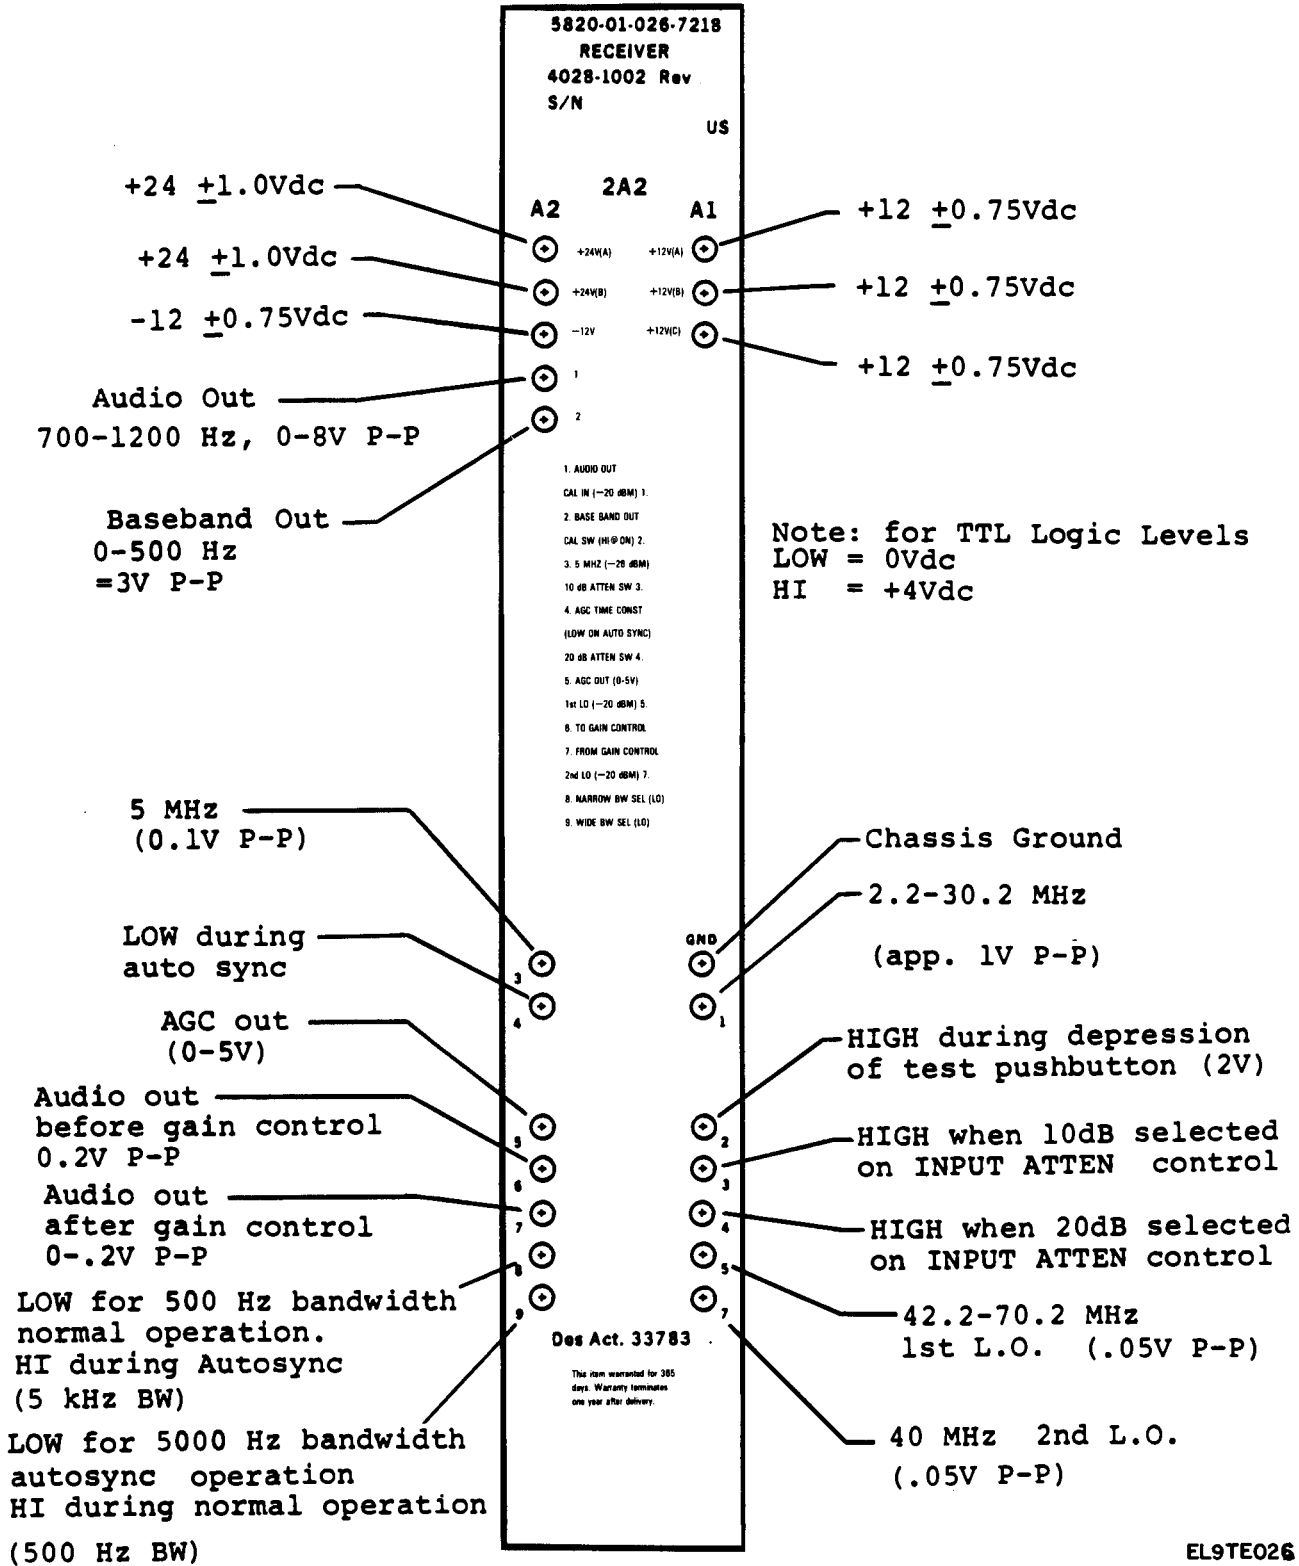 5820-01-026-7218
RECEIVER
4028-1002 Rev
S/N
US
2A2
A2
A1
+24 ±1.0Vdc
+24 ±1.0Vdc
-12 ±0.75Vdc
Audio Out
700-1200 Hz, 0-8V P-P
Baseband Out
0-500 Hz
=3V P-P
+24V(A)
+24V(B)
−12V
1
2
+12V(A)
+12V(B)
+12V(C)
+12 ±0.75Vdc
+12 ±0.75Vdc
+12 ±0.75Vdc
1. AUDIO OUT
CAL IN (−20 dBM) 1.
2. BASE BAND OUT
CAL SW (HI@ON) 2.
3. 5 MHZ (−28 dBM)
10 dB ATTEN SW 3.
4. AGC TIME CONST
(LOW ON AUTO SYNC)
20 dB ATTEN SW 4.
5. AGC OUT (0-5V)
1st LO (−20 dBM) 5.
6. TO GAIN CONTROL
7. FROM GAIN CONTROL
2nd LO (−20 dBM) 7.
8. NARROW BW SEL (LO)
9. WIDE BW SEL (LO)
Note: for TTL Logic Levels
LOW = 0Vdc
HI = +4Vdc
5 MHz
(0.1V P-P)
LOW during
auto sync
AGC out
(0-5V)
Audio out
before gain control
0.2V P-P
Audio out
after gain control
0-.2V P-P
LOW for 500 Hz bandwidth
normal operation.
HI during Autosync
(5 kHz BW)
LOW for 5000 Hz bandwidth
autosync operation
HI during normal operation
(500 Hz BW)
3
4
5
6
7
8
9
GND
1
2
3
4
5
7
Chassis Ground
2.2-30.2 MHz
(app. 1V P-P)
HIGH during depression
of test pushbutton (2V)
HIGH when 10dB selected
on INPUT ATTEN control
HIGH when 20dB selected
on INPUT ATTEN control
42.2-70.2 MHz
1st L.O. (.05V P-P)
40 MHz 2nd L.O.
(.05V P-P)
Des Act. 33783
This item warranted for 365
days. Warranty terminates
one year after delivery.
EL9TE026